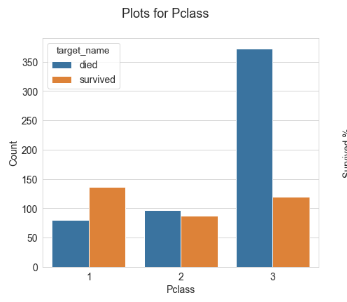 Plots for Pclass
target_name
died
survived
350
300
250
200
150
100
50
0
Count
1 2 3
Pclass
Survived %